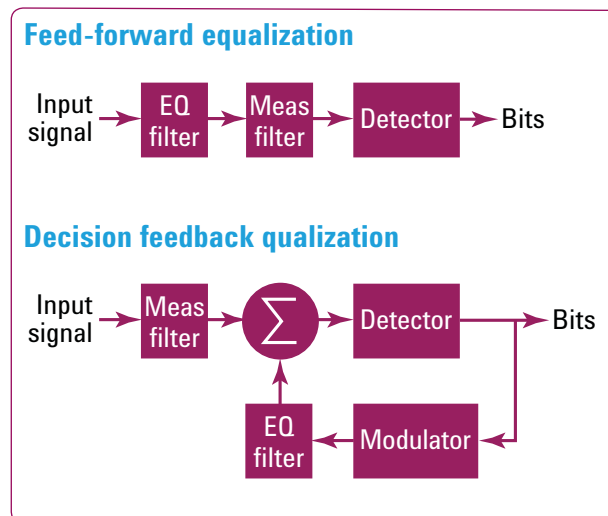 Feed-forward equalization
Input
signal
EQ
filter
Meas
filter
Detector
Bits
Decision feedback qualization
Input
signal
Meas
filter
Σ
Detector
Bits
EQ
filter
Modulator